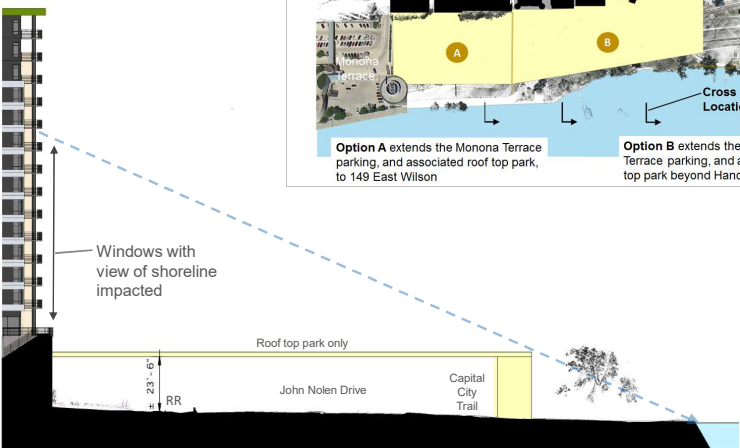 A
B
Monona
Terrace
Cross
Locati
Option A extends the Monona Terrace
parking, and associated roof top park,
to 149 East Wilson
Option B extends the
Terrace parking, and a
top park beyond Hanc
Windows with
view of shoreline
impacted
Roof top park only
± 23'-6"
RR
John Nolen Drive
Capital
City
Trail